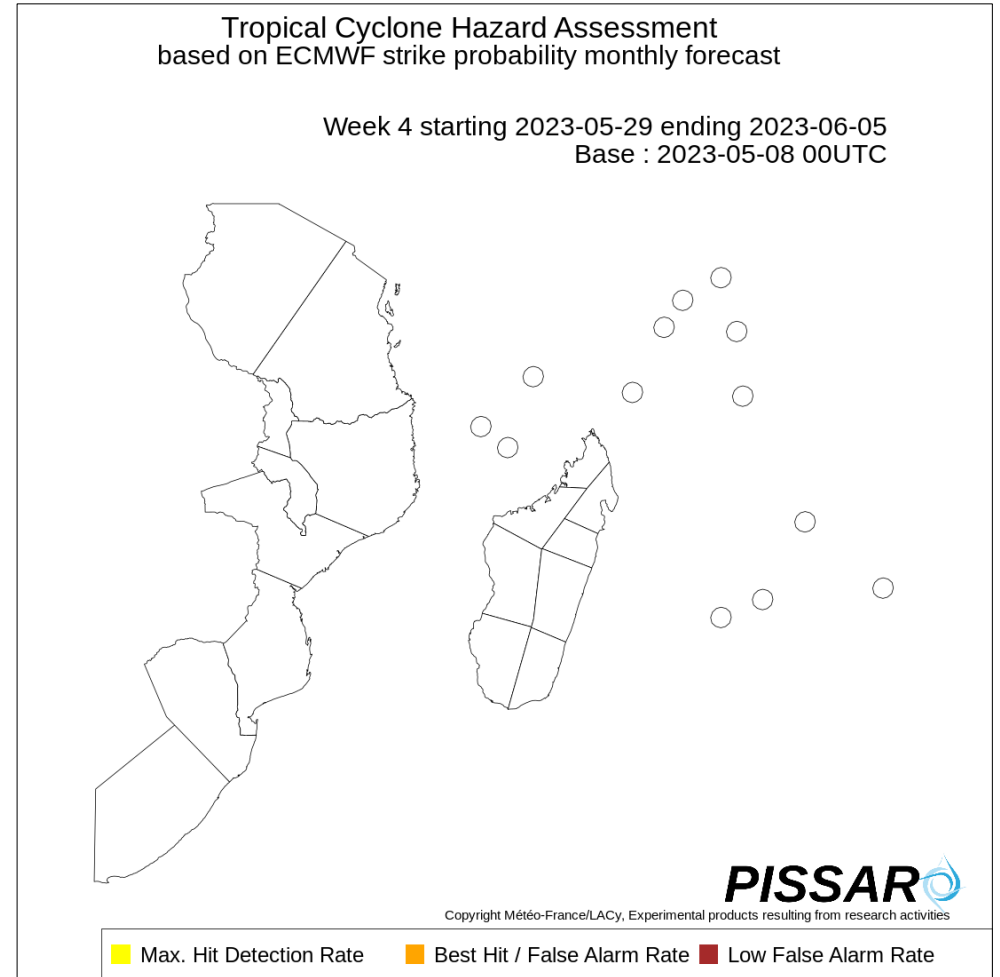 Tropical Cyclone Hazard Assessment
based on ECMWF strike probability monthly forecast
Week 4 starting 2023-05-29 ending 2023-06-05
Base : 2023-05-08 00UTC
PISSARO
Copyright Météo-France/LACy, Experimental products resulting from research activities
Max. Hit Detection Rate Best Hit / False Alarm Rate Low False Alarm Rate